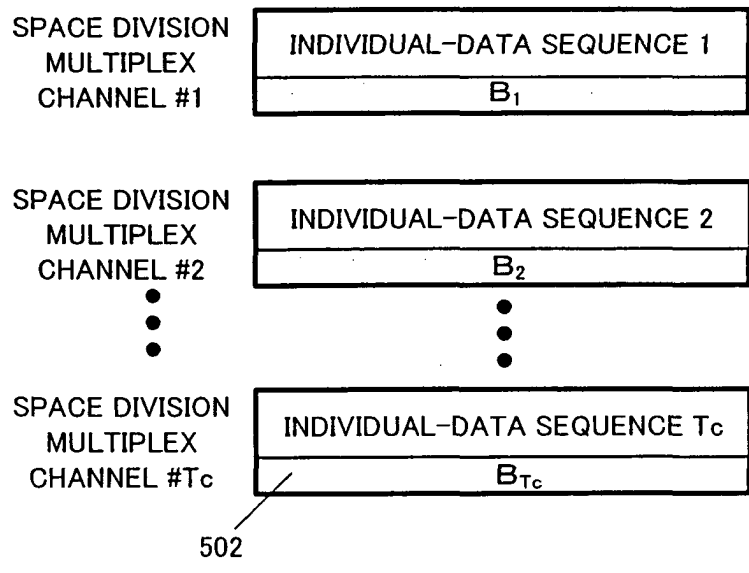 SPACE DIVISION
MULTIPLEX
CHANNEL #1
INDIVIDUAL-DATA SEQUENCE 1
B1
SPACE DIVISION
MULTIPLEX
CHANNEL #2
INDIVIDUAL-DATA SEQUENCE 2
B2
SPACE DIVISION
MULTIPLEX
CHANNEL #Tc
INDIVIDUAL-DATA SEQUENCE Tc
BTc
502